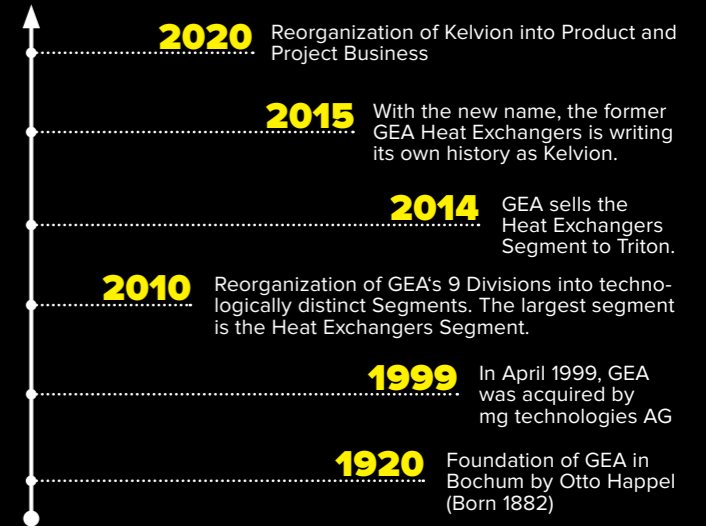 2020
Reorganization of Kelvion into Product and
Project Business
2015
With the new name, the former
GEA Heat Exchangers is writing
its own history as Kelvion.
2014
GEA sells the
Heat Exchangers
Segment to Triton.
2010
Reorganization of GEA‘s 9 Divisions into techno-
logically distinct Segments. The largest segment
is the Heat Exchangers Segment.
1999
In April 1999, GEA
was acquired by
mg technologies AG
1920
Foundation of GEA in
Bochum by Otto Happel
(Born 1882)